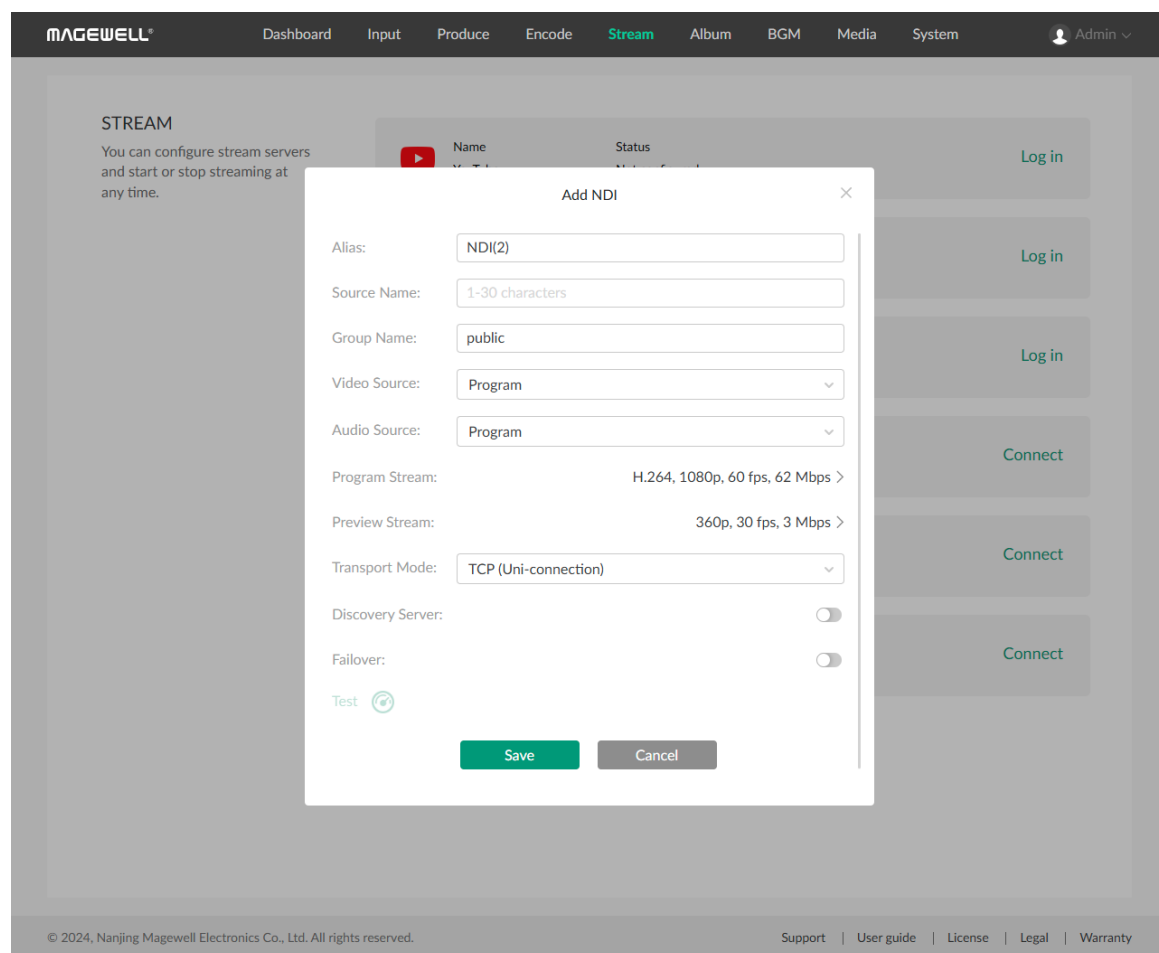 MAGEWELL®
Dashboard Input Produce Encode Stream Album BGM Media System Admin
STREAM
You can configure stream servers
and start or stop streaming at
any time.
Name Status
Log in
Add NDI
Alias: NDI(2)
Log in
Source Name: 1-30 characters
Group Name: public
Log in
Video Source: Program
Audio Source: Program
Connect
Program Stream: H.264, 1080p, 60 fps, 62 Mbps
Preview Stream: 360p, 30 fps, 3 Mbps
Connect
Transport Mode: TCP (Uni-connection)
Discovery Server:
Failover:
Connect
Test
Save Cancel
© 2024, Nanjing Magewell Electronics Co., Ltd. All rights reserved. Support | User guide | License | Legal | Warranty